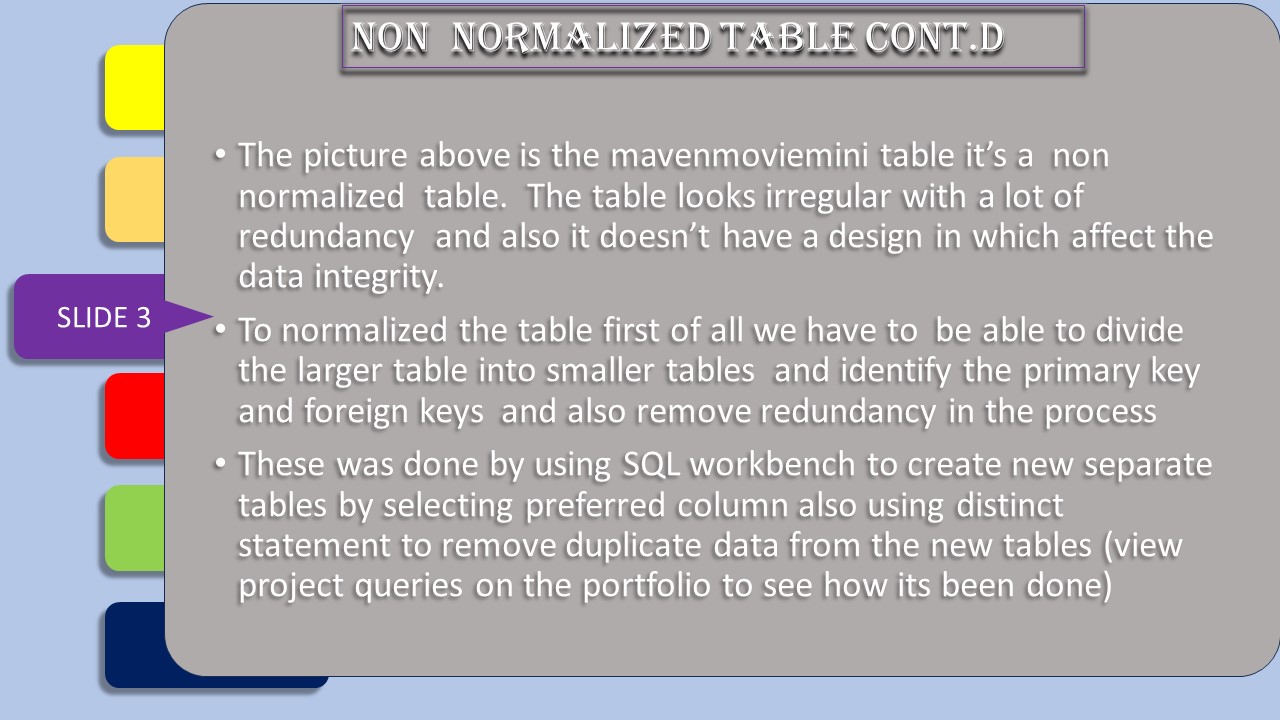 NON NORMALIZED TABLE CONT.D
• The picture above is the mavenmoviemini table it’s a non
normalized table. The table looks irregular with a lot of
redundancy and also it doesn’t have a design in which affect the
data integrity.
SLIDE 3
• To normalized the table first of all we have to be able to divide
the larger table into smaller tables and identify the primary key
and foreign keys and also remove redundancy in the process
• These was done by using SQL workbench to create new separate
tables by selecting preferred column also using distinct
statement to remove duplicate data from the new tables (view
project queries on the portfolio to see how its been done)